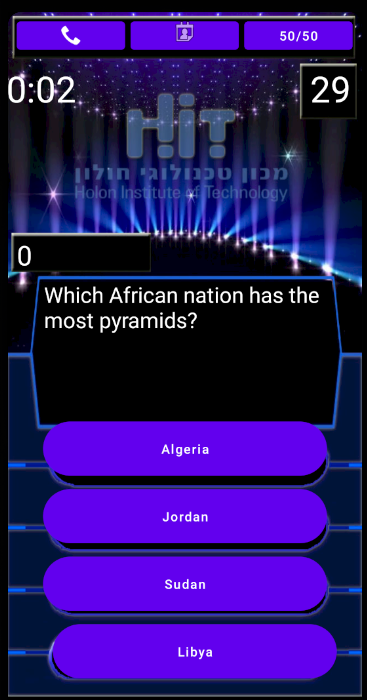 50/50
0:02
29
HiT
מכון טכנולוגי חולון
Holon Institute of Technology
0
Which African nation has the
most pyramids?
Algeria
Jordan
Sudan
Libya